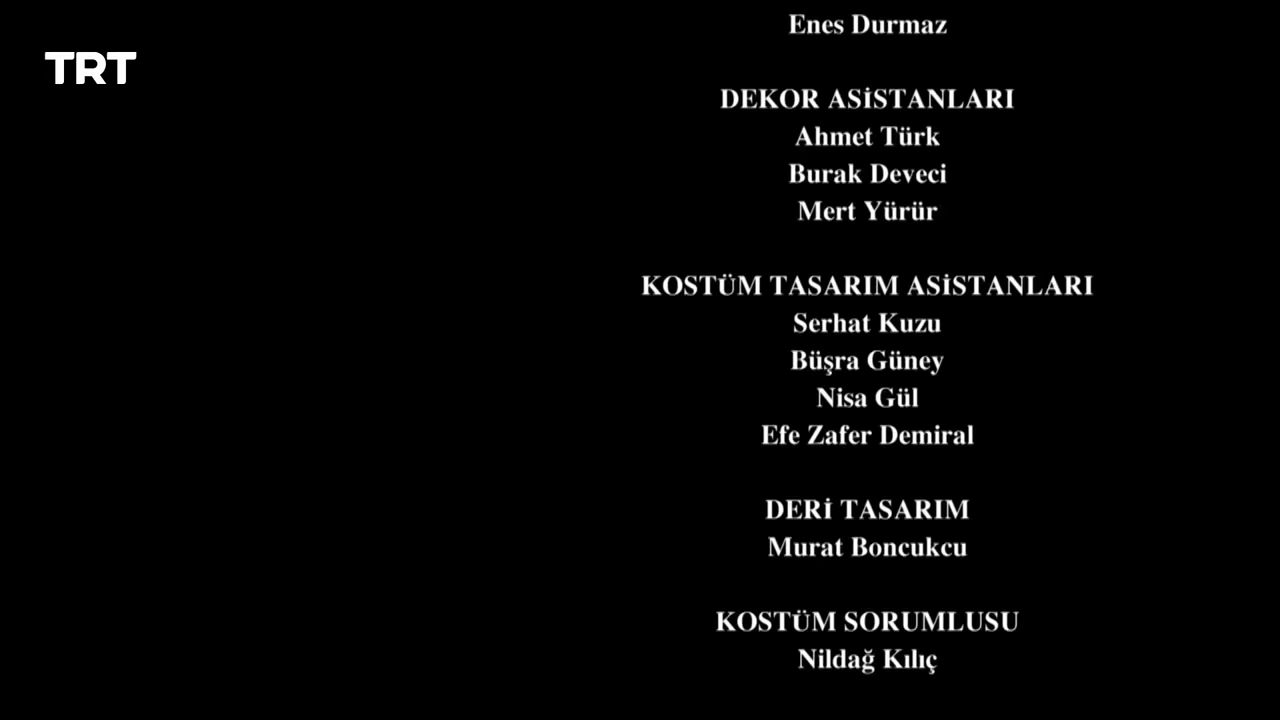 TRT
Enes Durmaz
DEKOR ASİSTANLARI
Ahmet Türk
Burak Deveci
Mert Yürür
KOSTÜM TASARIM ASİSTANLARI
Serhat Kuzu
Büşra Güney
Nisa Gül
Efe Zafer Demiral
DERİ TASARIM
Murat Boncukcu
KOSTÜM SORUMLUSU
Nildağ Kılıç